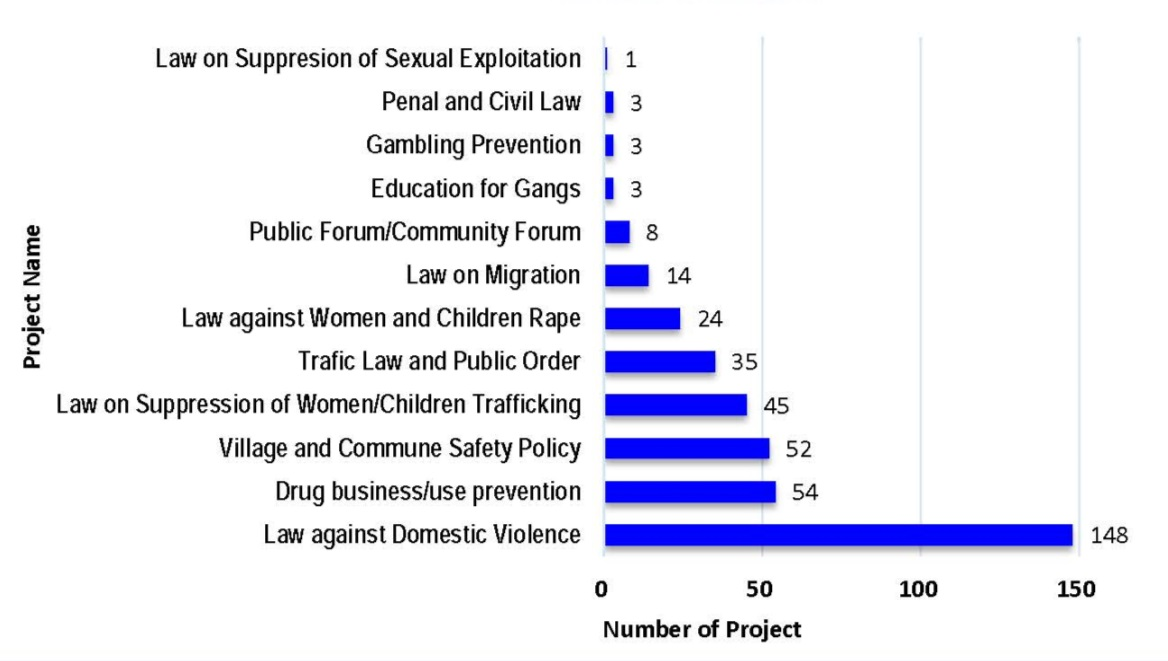 Law on Suppresion of Sexual Exploitation 1
Penal and Civil Law 3
Gambling Prevention 3
Education for Gangs 3
Public Forum/Community Forum 8
Law on Migration 14
Law against Women and Children Rape 24
Trafic Law and Public Order 35
Law on Suppression of Women/Children Trafficking 45
Village and Commune Safety Policy 52
Drug business/use prevention 54
Law against Domestic Violence 148
Project Name
0 50 100 150
Number of Project